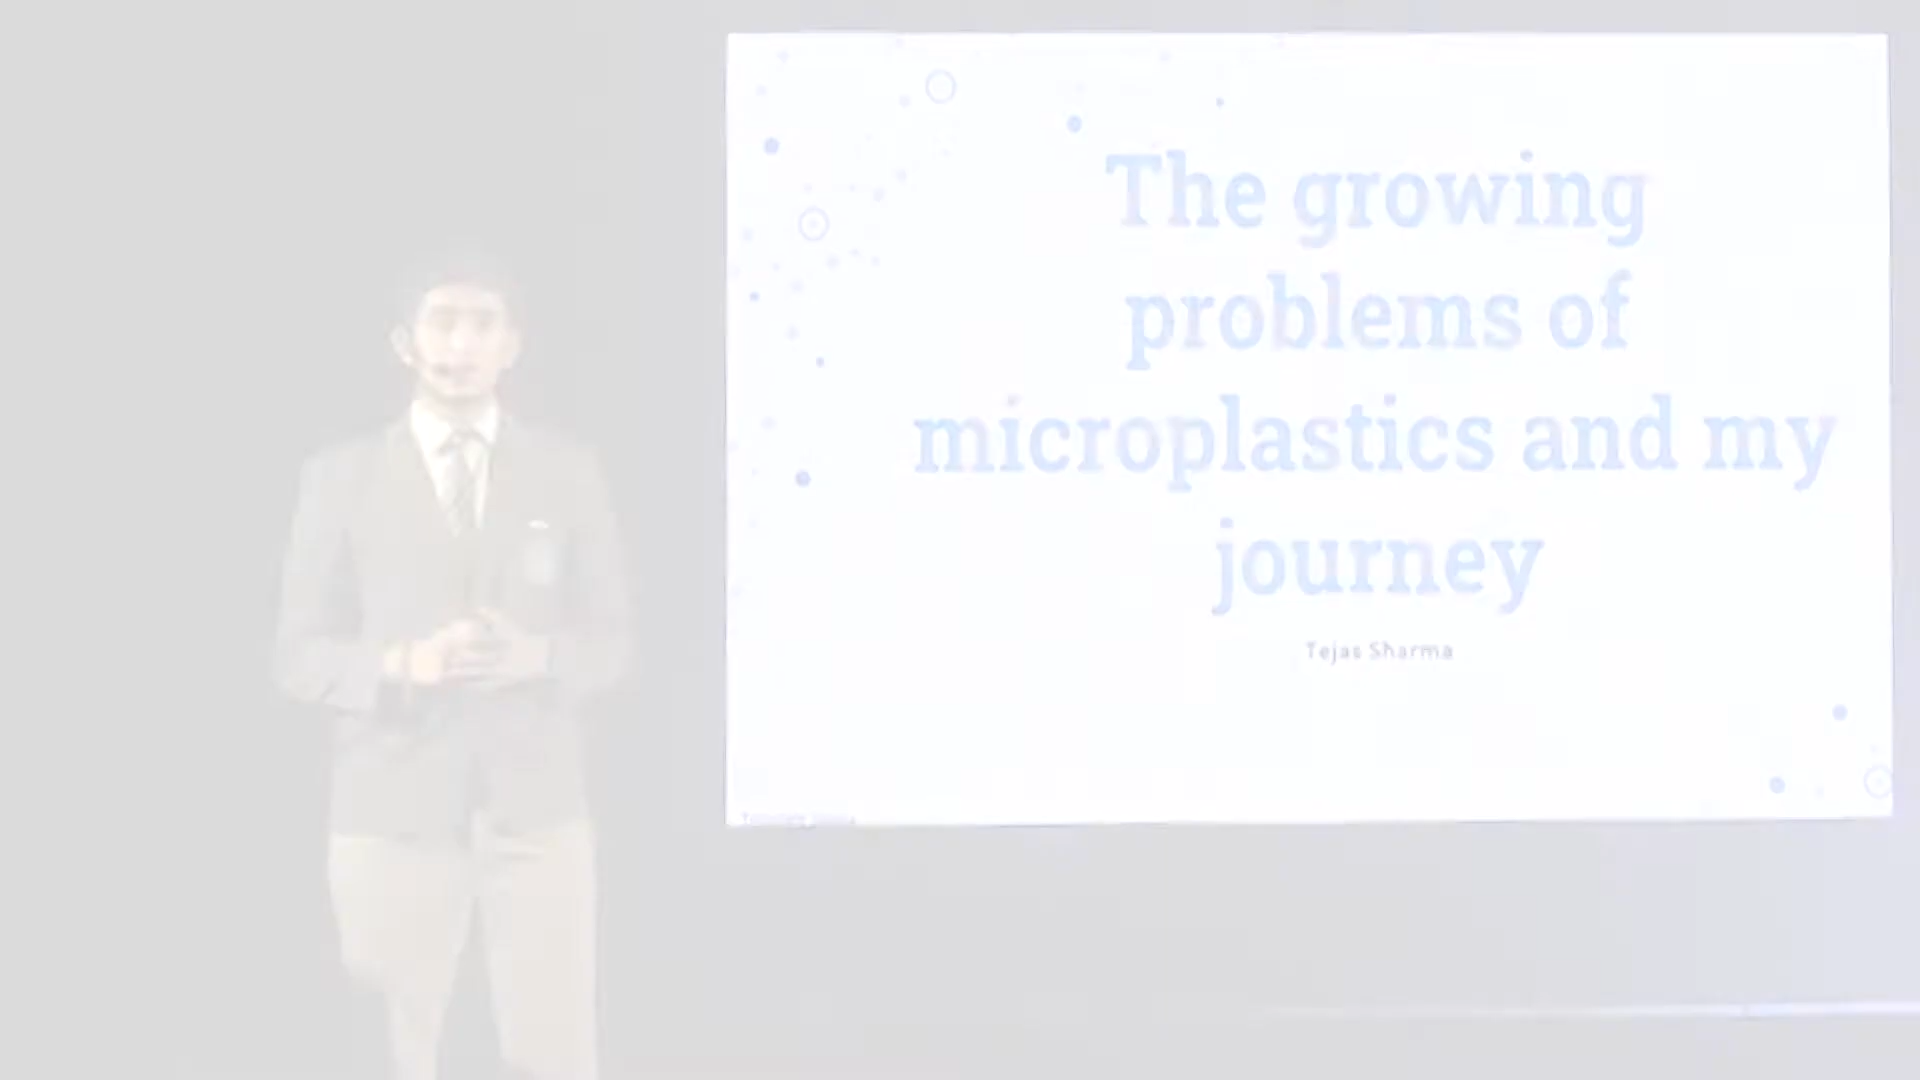 The growing
problems of
microplastics and my
journey
Tejas Sharma